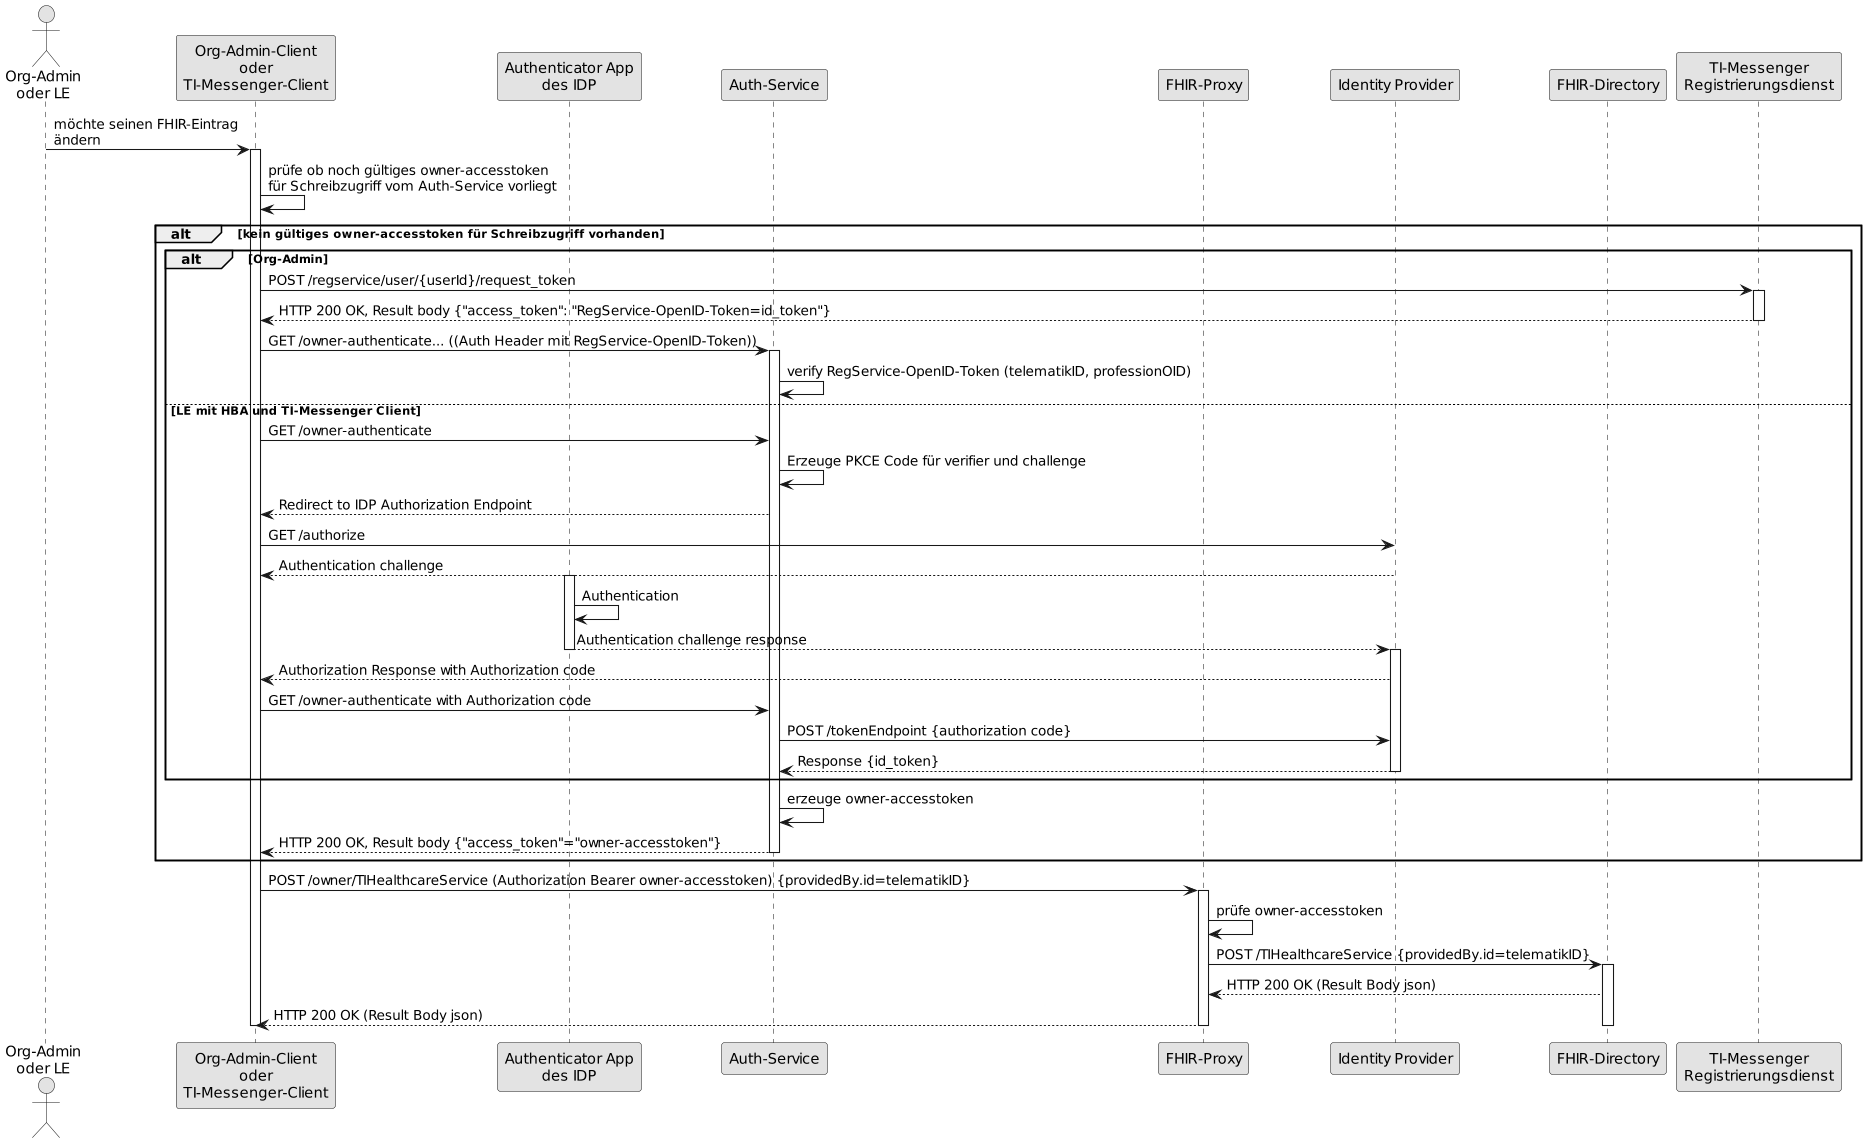 Org-Admin
oder LE
Org-Admin-Client
oder
TI-Messenger-Client
Authenticator App
des IDP
Auth-Service
FHIR-Proxy
Identity Provider
FHIR-Directory
TI-Messenger
Registrierungsdienst
möchte seinen FHIR-Eintrag
ändern
prüfe ob noch gültiges owner-accesstoken
für Schreibzugriff vom Auth-Service vorliegt
alt [kein gültiges owner-accesstoken für Schreibzugriff vorhanden]
alt [Org-Admin]
POST /regservice/user/{userId}/request_token
HTTP 200 OK, Result body {"access_token": "RegService-OpenID-Token=id_token"}
GET /owner-authenticate... ((Auth Header mit RegService-OpenID-Token))
verify RegService-OpenID-Token (telematikID, professionOID)
[LE mit HBA und TI-Messenger Client]
GET /owner-authenticate
Erzeuge PKCE Code für verifier und challenge
Redirect to IDP Authorization Endpoint
GET /authorize
Authentication challenge
Authentication
Authentication challenge response
Authorization Response with Authorization code
GET /owner-authenticate with Authorization code
POST /tokenEndpoint {authorization code}
Response {id_token}
erzeuge owner-accesstoken
HTTP 200 OK, Result body {"access_token"="owner-accesstoken"}
POST /owner/TIHealthcareService (Authorization Bearer owner-accesstoken) {providedBy.id=telematikID}
prüfe owner-accesstoken
POST /TIHealthcareService {providedBy.id=telematikID}
HTTP 200 OK (Result Body json)
HTTP 200 OK (Result Body json)
Org-Admin
oder LE
Org-Admin-Client
oder
TI-Messenger-Client
Authenticator App
des IDP
Auth-Service
FHIR-Proxy
Identity Provider
FHIR-Directory
TI-Messenger
Registrierungsdienst